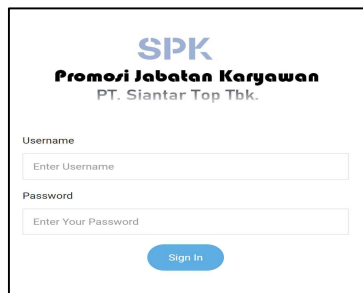 SPK
Promosi Jabatan Karyawan
PT. Siantar Top Tbk.
Username
Enter Username
Password
Enter Your Password
Sign In